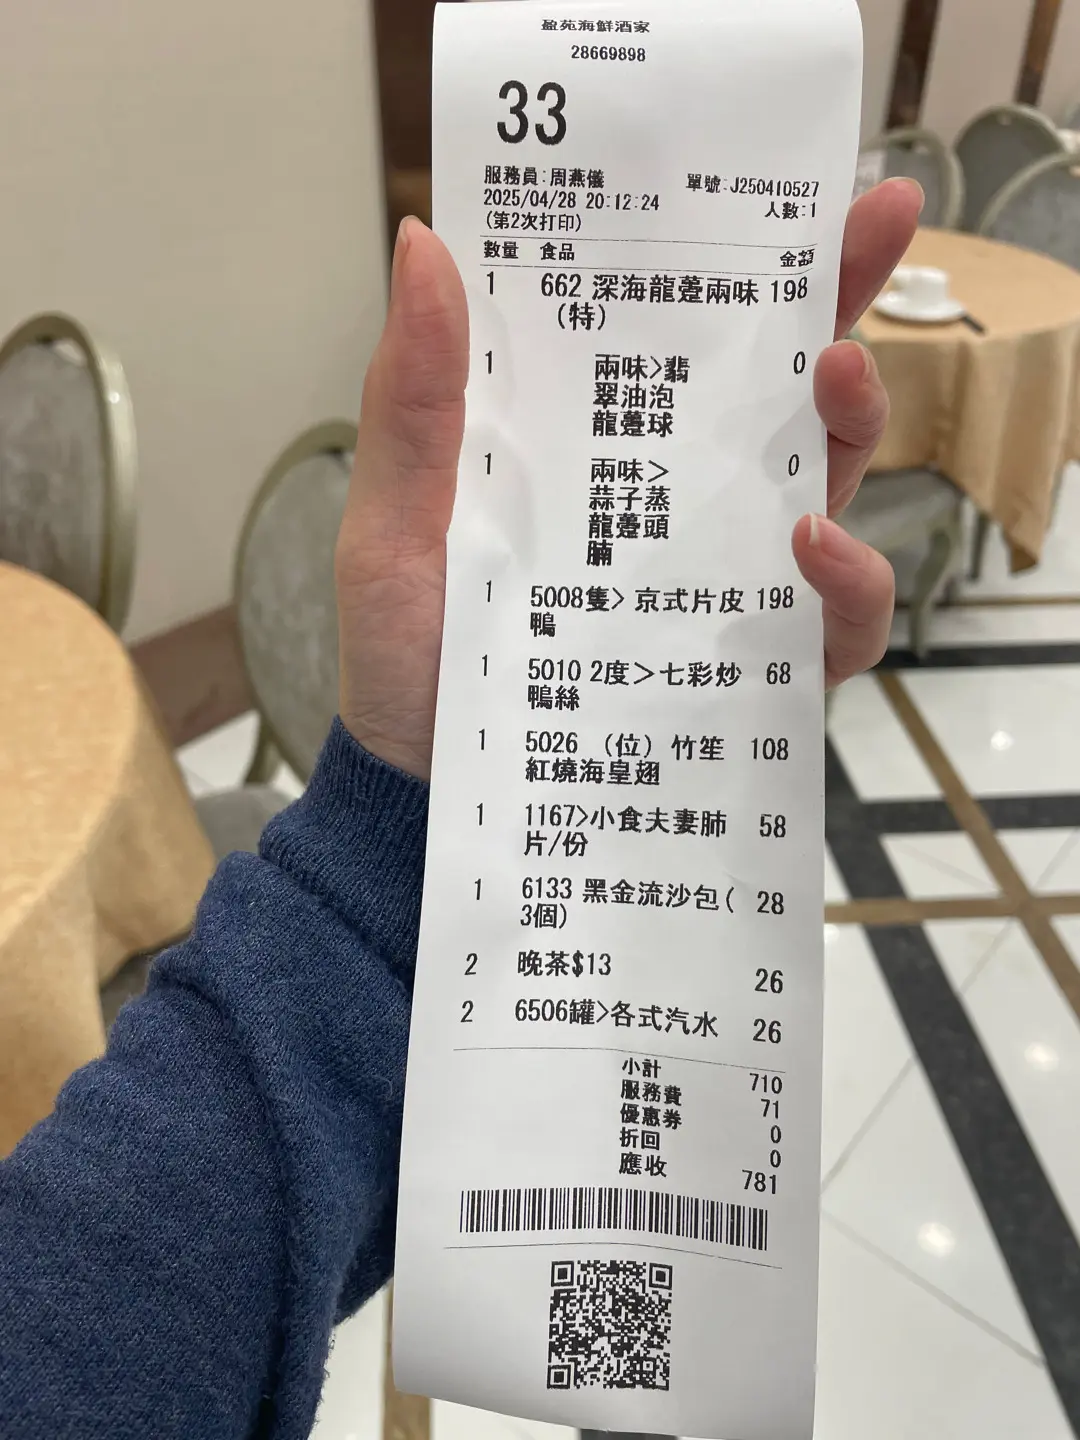 盈苑海鮮酒家
28669898
33
服務員:周燕儀 單號:J250410527
2025/04/28 20:12:24 人數:1
(第2次打印)
數量 食品 金額
1 662 深海龍躉兩味 198
(特)
1 兩味>翡 0
翠油泡
龍躉球
1 兩味> 0
蒜子蒸
龍躉頭
腩
1 5008隻> 京式片皮 198
鴨
1 5010 2度>七彩炒 68
鴨絲
1 5026 (位) 竹笙 108
紅燒海皇翅
1 1167>小食夫妻肺 58
片/份
1 6133 黑金流沙包( 28
3個)
2 晚茶$13 26
2 6506罐>各式汽水 26
小計 710
服務費 71
優惠券 0
折回 0
應收 781